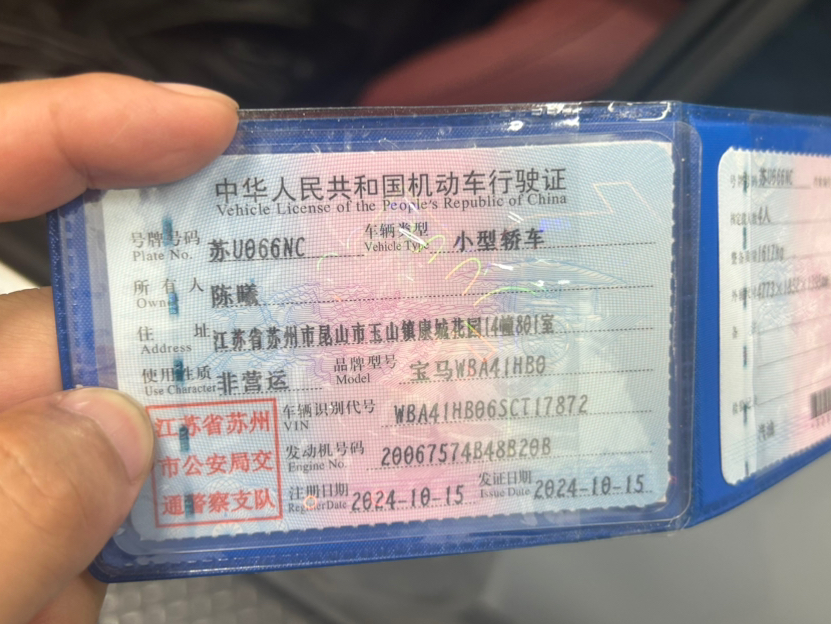 中华人民共和国机动车行驶证
Vehicle License of the People's Republic of China
号牌号码 苏U066NC 车辆类型 小型轿车
Plate No. Vehicle Type
所有人 陈曦
Owner
住址 江苏省苏州市昆山市玉山镇康城花园14幢801室
Address
使用性质 非营运 品牌型号 宝马WBA41HB0
Use Character Model
江苏省苏州
市公安局交
通警察支队
车辆识别代号 WBA41HB06SCT17872
VIN
发动机号码 20067574B48B20B
Engine No.
注册日期 2024-10-15 发证日期 2024-10-15
Register Date Issue Date
苏U066NC
4人
1612kg
汽油